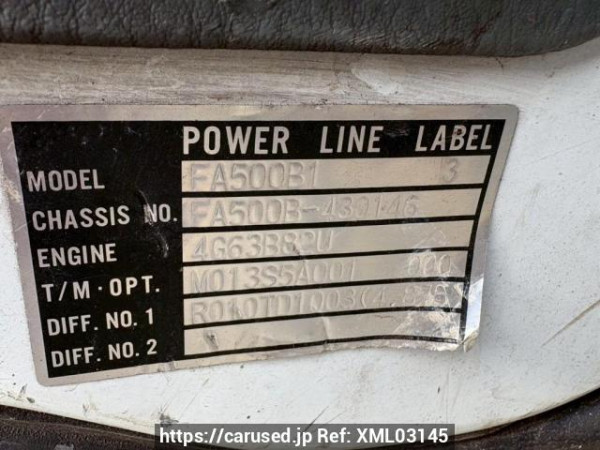 POWER LINE LABEL
MODEL FA500B1 3
CHASSIS NO. FA500B-430146
ENGINE 4G63B82U
T/M·OPT. M013S5A001 000
DIFF. NO. 1
DIFF. NO. 2
https://carused.jp Ref: XML03145